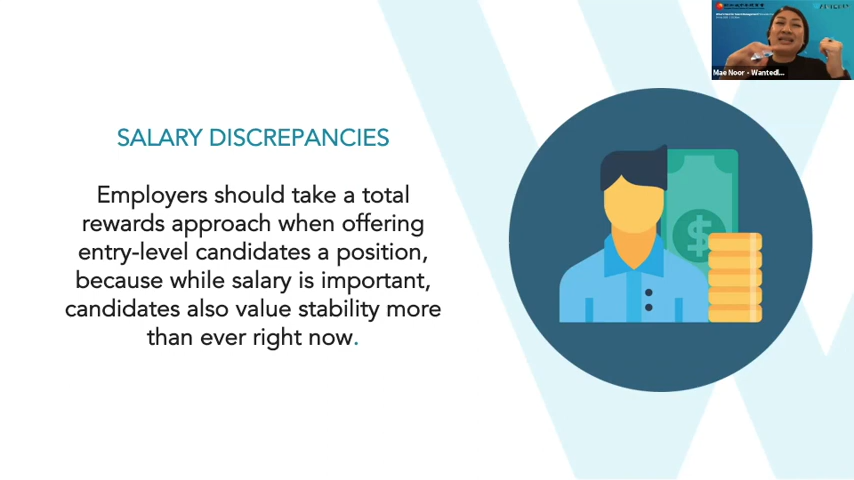 SALARY DISCREPANCIES
Employers should take a total
rewards approach when offering
entry-level candidates a position,
because while salary is important,
candidates also value stability more
than ever right now.
$
Mae Noor - Wantedl...